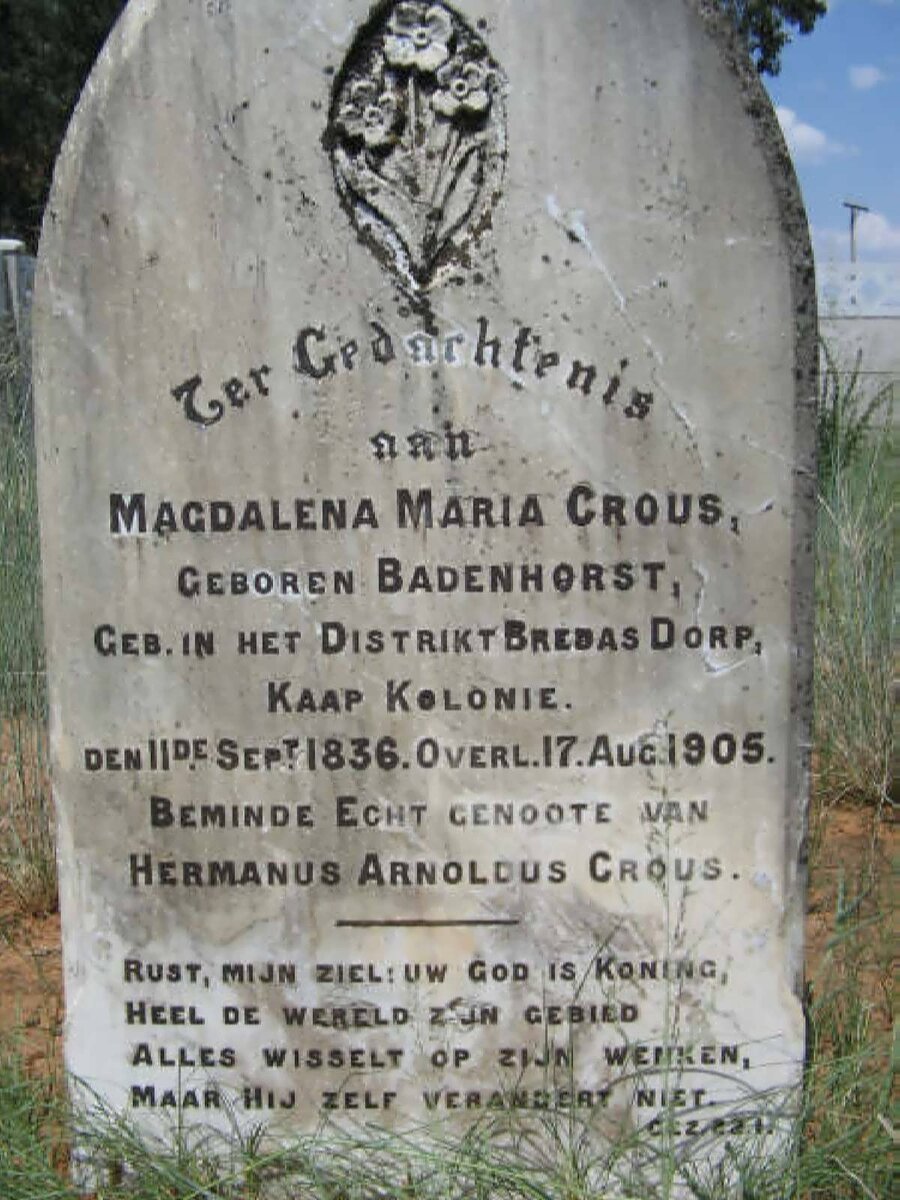 Ter Gedachtenis
aan
MAGDALENA MARIA CROUS,
GEBOREN BADENHORST,
GEB. IN HET DISTRIKT BREDAS DORP,
KAAP KOLONIE.
DEN 11DE SEPT. 1836. OVERL. 17. AUG. 1905.
BEMINDE ECHT GENOOTE VAN
HERMANUS ARNOLDUS CROUS.
RUST, MIJN ZIEL: UW GOD IS KONING,
HEEL DE WERELD ZIJN GEBIED
ALLES WISSELT OP ZIJN WENKEN,
MAAR HIJ ZELF VERANDERT NIET.